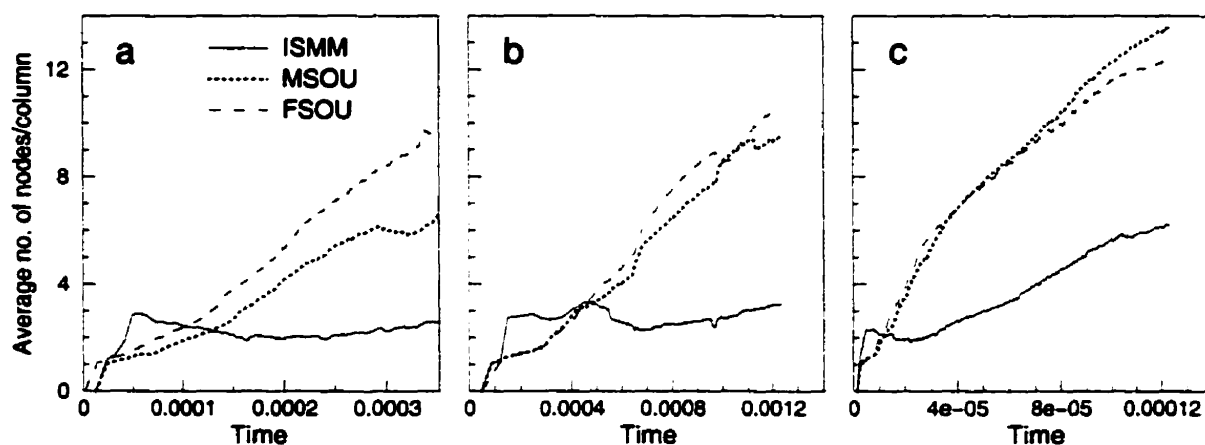 a
ISMM
MSOU
FSOU
b
c
Average no. of nodes/column
12
8
4
0
0 0.0001 0.0002 0.0003
0 0.0004 0.0008 0.0012
0 4e-05 8e-05 0.00012
Time
Time
Time